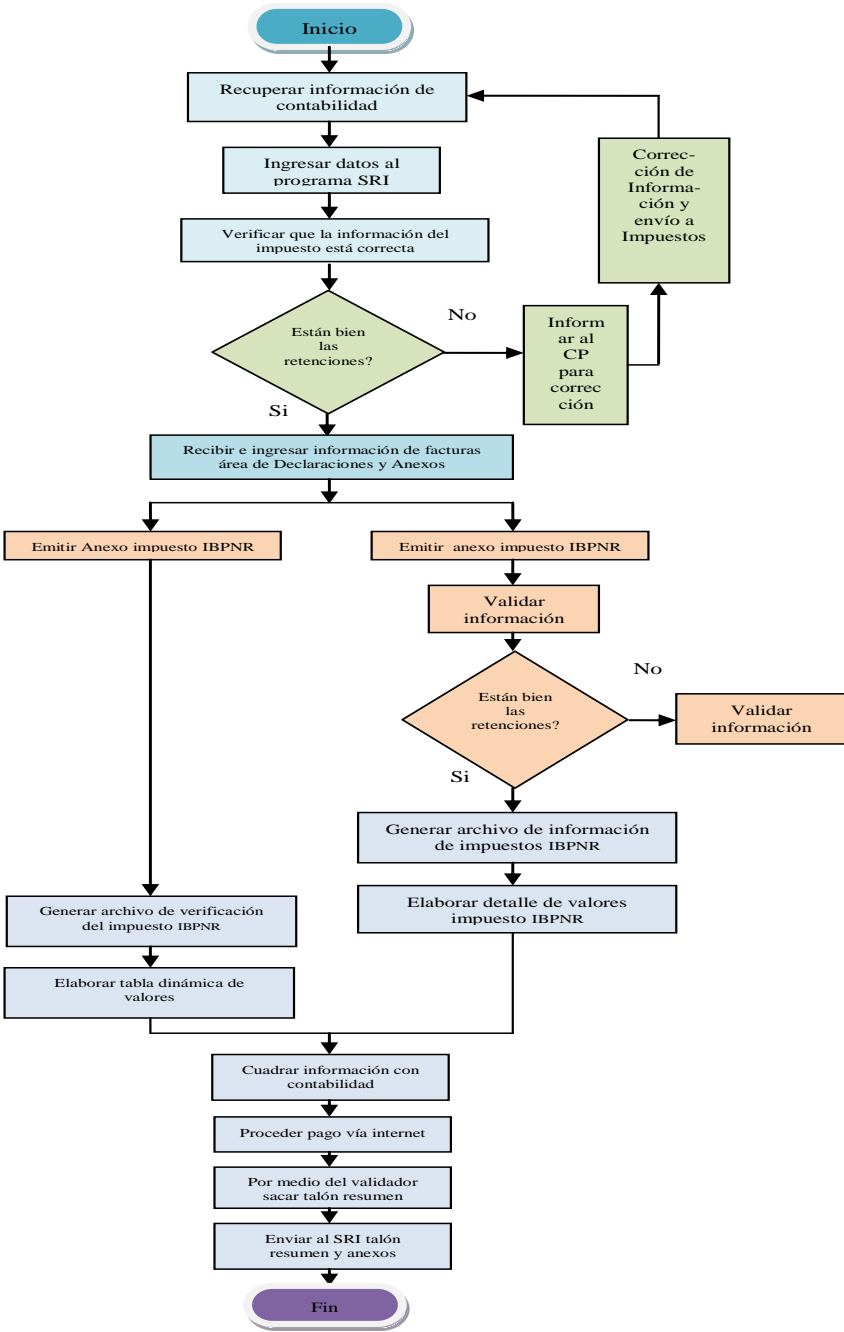 Inicio
Recuperar información de
contabilidad
Ingresar datos al
programa SRI
Verificar que la información del
impuesto está correcta
Están bien
las
retenciones?
No
Inform
ar al
CP
para
correc
ción
Correc-
ción de
Informa-
ción y
envío a
Impuestos
Si
Recibir e ingresar información de facturas
área de Declaraciones y Anexos
Emitir Anexo impuesto IBPNR
Emitir anexo impuesto IBPNR
Validar
información
Están bien
las
retenciones?
No
Validar
información
Si
Generar archivo de información
de impuestos IBPNR
Elaborar detalle de valores
impuesto IBPNR
Generar archivo de verificación
del impuesto IBPNR
Elaborar tabla dinámica de
valores
Cuadrar información con
contabilidad
Proceder pago vía internet
Por medio del validador
sacar talón resumen
Enviar al SRI talón
resumen y anexos
Fin